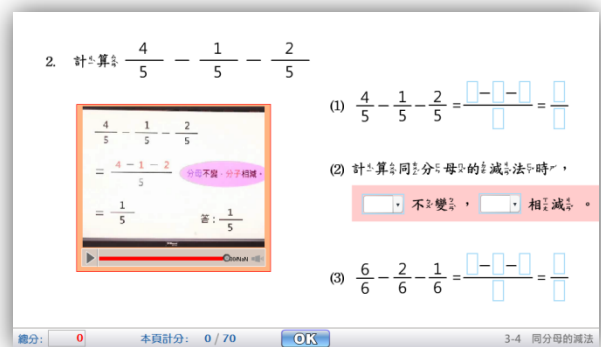 2. 計算 4/5 － 1/5 － 2/5
4/5 － 1/5 － 2/5
= 4－1－2/5
分母不變，分子相減。
= 1/5
答： 1/5
(1) 4/5 － 1/5 － 2/5 = □－□－□/□ = □/□
(2) 計算同分母的減法時，
不變， 相減。
(3) 6/6 － 2/6 － 1/6 = □－□－□/□ = □/□
總分： 0 本頁計分： 0 / 70 OK 3-4 同分母的減法